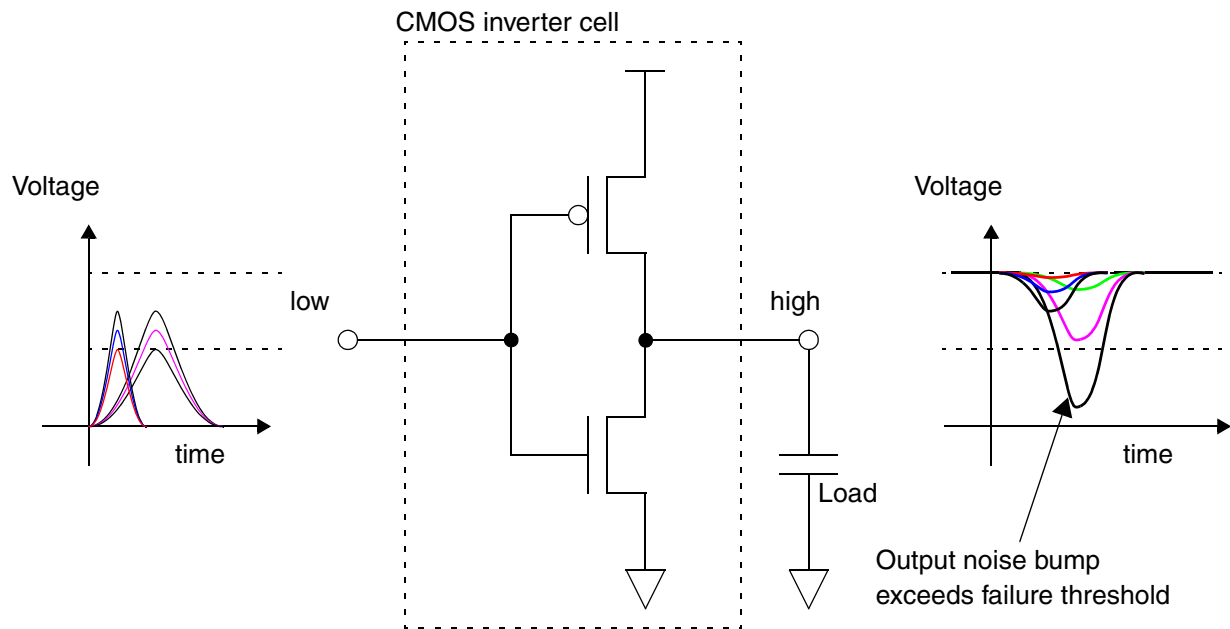 CMOS inverter cell
Voltage
low
time
high
Load
Voltage
time
Output noise bump
exceeds failure threshold